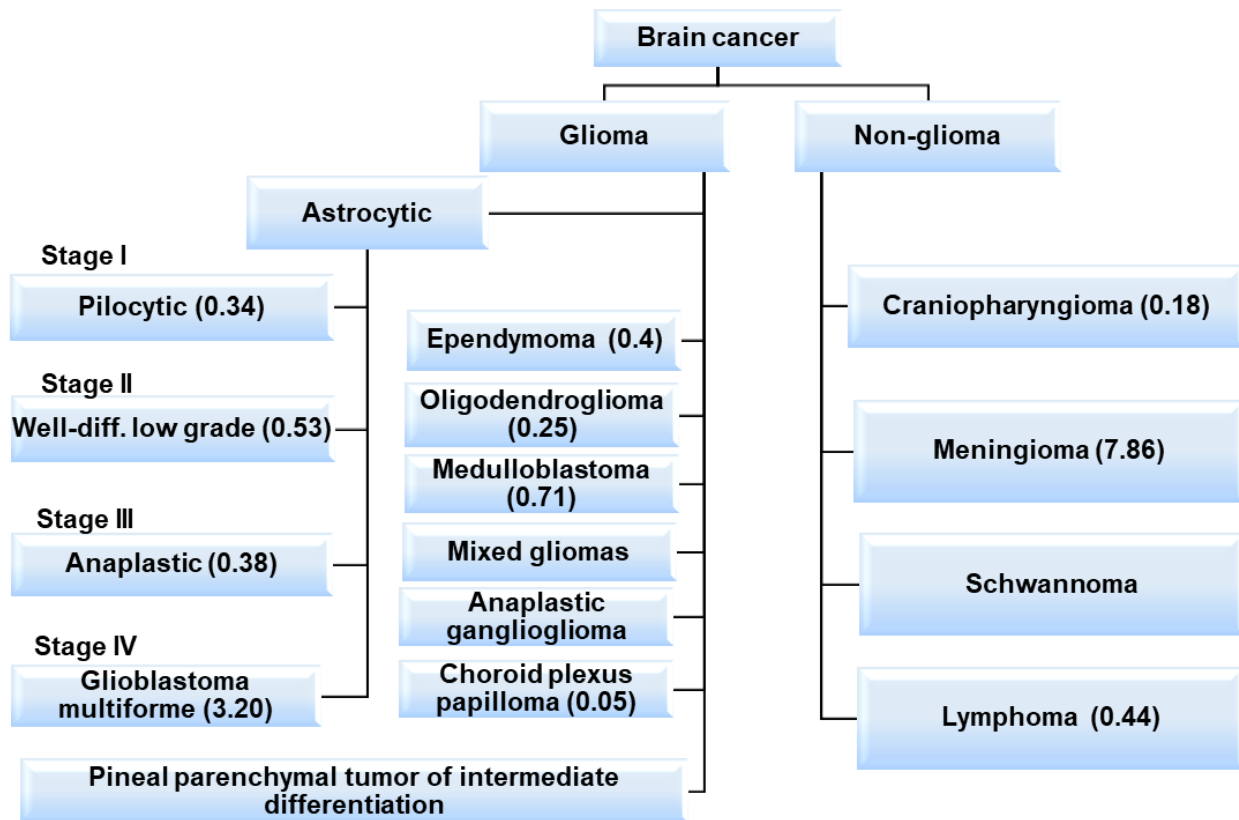 Brain cancer
Glioma
Non-glioma
Astrocytic
Stage I
Pilocytic (0.34)
Stage II
Well-diff. low grade (0.53)
Stage III
Anaplastic (0.38)
Stage IV
Glioblastoma
multiforme (3.20)
Ependymoma (0.4)
Oligodendroglioma
(0.25)
Medulloblastoma
(0.71)
Mixed gliomas
Anaplastic
ganglioglioma
Choroid plexus
papilloma (0.05)
Pineal parenchymal tumor of intermediate
differentiation
Craniopharyngioma (0.18)
Meningioma (7.86)
Schwannoma
Lymphoma (0.44)